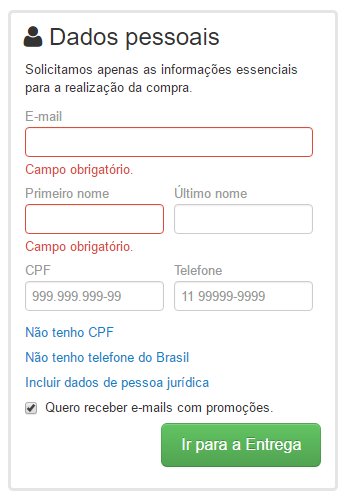 Dados pessoais
Solicitamos apenas as informações essenciais
para a realização da compra.
E-mail
Campo obrigatório.
Primeiro nome Último nome
Campo obrigatório.
CPF Telefone
999.999.999-99 11 99999-9999
Não tenho CPF
Não tenho telefone do Brasil
Incluir dados de pessoa jurídica
Quero receber e-mails com promoções.
Ir para a Entrega